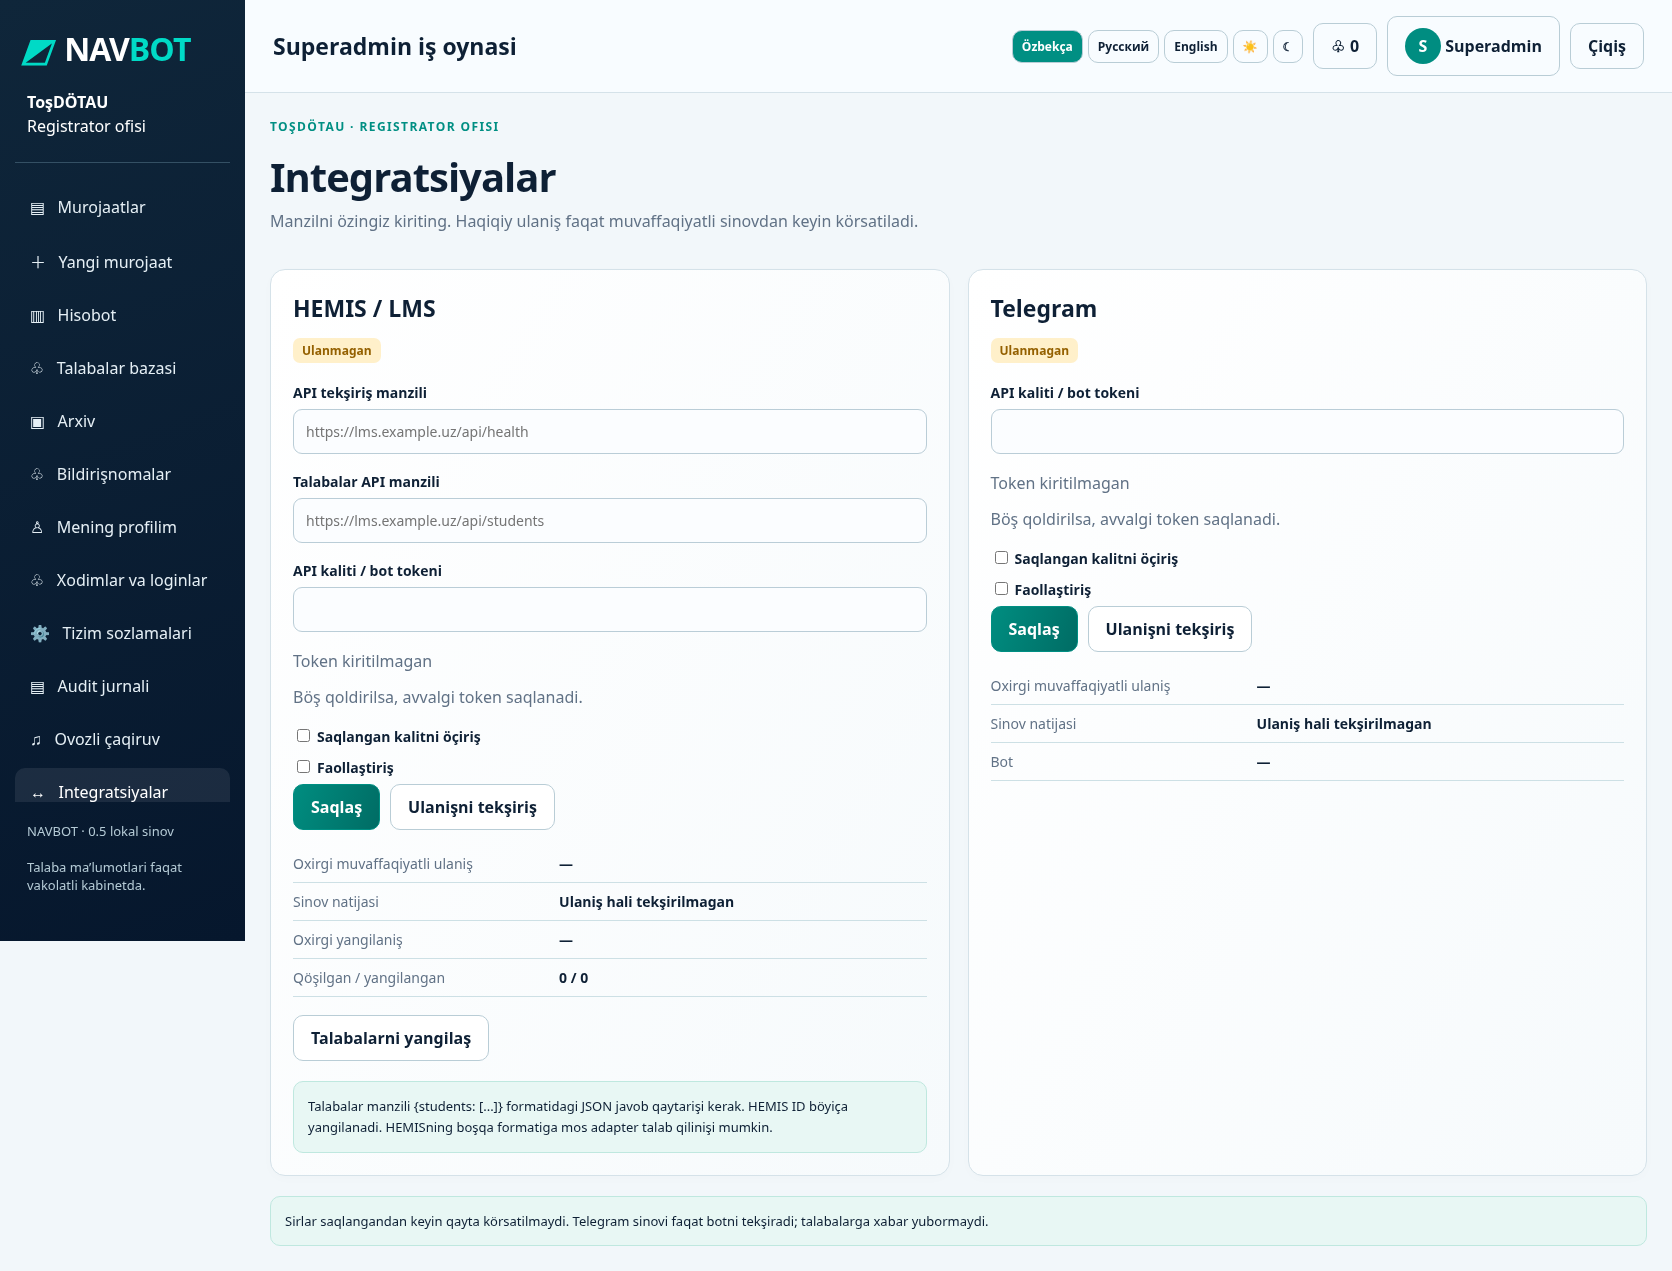 NAVBOT
ToşDÖTAU
Registrator ofisi
Murojaatlar
Yangi murojaat
Hisobot
Talabalar bazasi
Arxiv
Bildirişnomalar
Mening profilim
Xodimlar va loginlar
Tizim sozlamalari
Audit jurnali
Ovozli çaqiruv
Integratsiyalar
NAVBOT · 0.5 lokal sinov
Talaba ma’lumotlari faqat
vakolatli kabinetda.
Superadmin iş oynasi
Özbekça
Русский
English
0
S Superadmin
Çiqiş
TOŞDÖTAU · REGISTRATOR OFISI
Integratsiyalar
Manzilni özingiz kiriting. Haqiqiy ulaniş faqat muvaffaqiyatli sinovdan keyin körsatiladi.
HEMIS / LMS
Ulanmagan
API tekşiriş manzili
https://lms.example.uz/api/health
Talabalar API manzili
https://lms.example.uz/api/students
API kaliti / bot tokeni
Token kiritilmagan
Böş qoldirilsa, avvalgi token saqlanadi.
Saqlangan kalitni öçiriş
Faollaştiriş
Saqlaş
Ulanişni tekşiriş
Oxirgi muvaffaqiyatli ulaniş —
Sinov natijasi Ulaniş hali tekşirilmagan
Oxirgi yangilaniş —
Qöşilgan / yangilangan 0 / 0
Talabalarni yangilaş
Talabalar manzili {students: [...]} formatidagi JSON javob qaytarişi kerak. HEMIS ID böyiça
yangilanadi. HEMISning boşqa formatiga mos adapter talab qilinişi mumkin.
Telegram
Ulanmagan
API kaliti / bot tokeni
Token kiritilmagan
Böş qoldirilsa, avvalgi token saqlanadi.
Saqlangan kalitni öçiriş
Faollaştiriş
Saqlaş
Ulanişni tekşiriş
Oxirgi muvaffaqiyatli ulaniş —
Sinov natijasi Ulaniş hali tekşirilmagan
Bot —
Sirlar saqlangandan keyin qayta körsatilmaydi. Telegram sinovi faqat botni tekşiradi; talabalarga xabar yubormaydi.